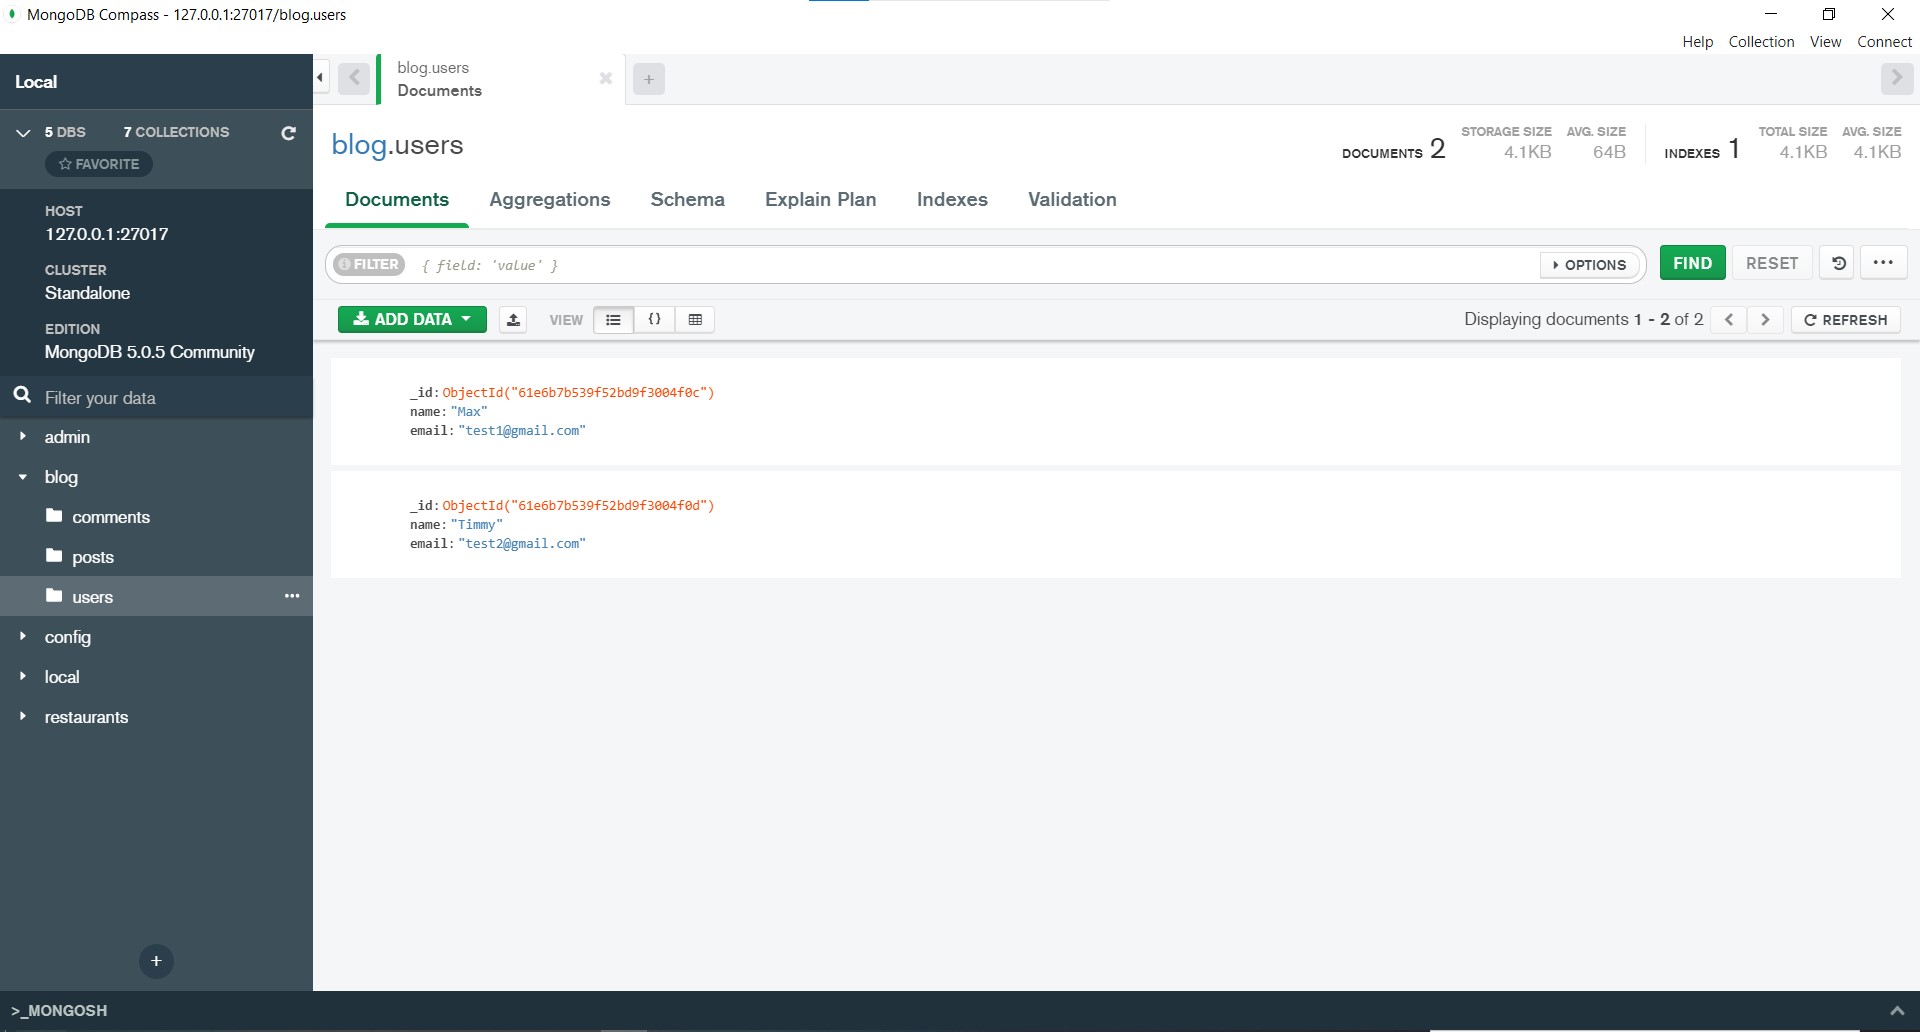 MongoDB Compass - 127.0.0.1:27017/blog.users
Help Collection View Connect
Local
5 DBS 7 COLLECTIONS
FAVORITE
HOST
127.0.0.1:27017
CLUSTER
Standalone
EDITION
MongoDB 5.0.5 Community
Filter your data
admin
blog
comments
posts
users
config
local
restaurants
+
blog.users
Documents
+
blog.users
DOCUMENTS 2
STORAGE SIZE
4.1KB
AVG. SIZE
64B
INDEXES 1
TOTAL SIZE
4.1KB
AVG. SIZE
4.1KB
Documents Aggregations Schema Explain Plan Indexes Validation
FILTER { field: 'value' } OPTIONS FIND RESET
ADD DATA VIEW {} Displaying documents 1 - 2 of 2 REFRESH
_id: ObjectId("61e6b7b539f52bd9f3004f0c")
name: "Max"
email: "test1@gmail.com"
_id: ObjectId("61e6b7b539f52bd9f3004f0d")
name: "Timmy"
email: "test2@gmail.com"
>_MONGOSH